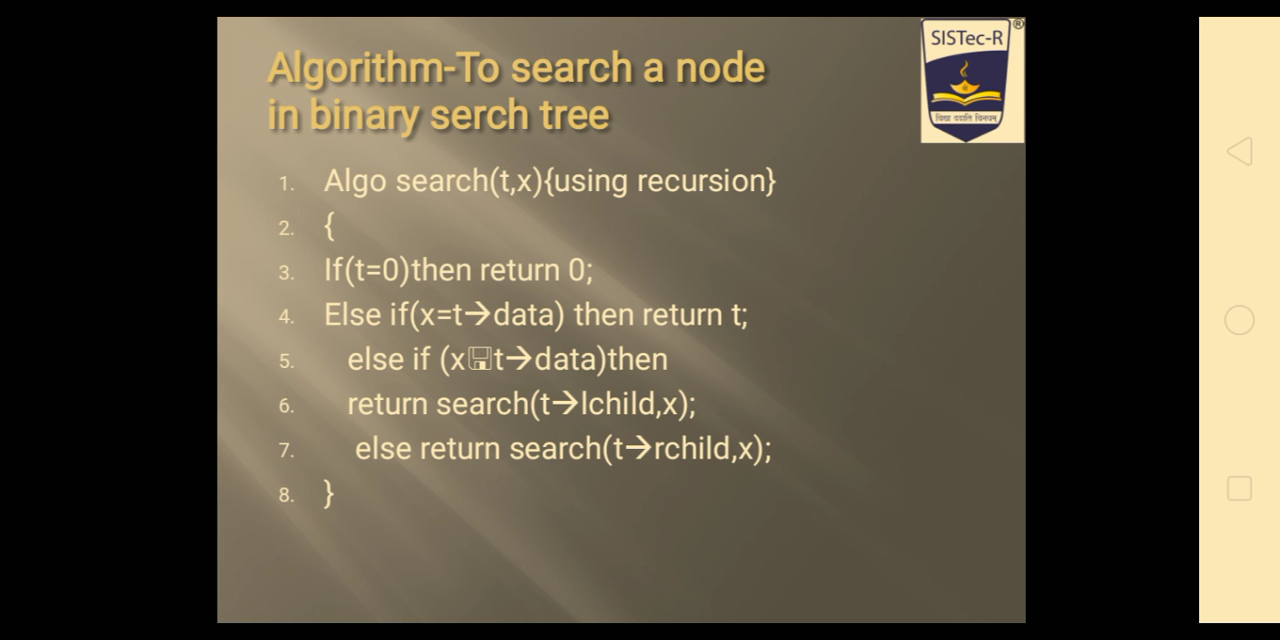 Algorithm-To search a node
in binary serch tree
SISTec-R
®
विद्या ददाति विनयम्
1. Algo search(t,x){using recursion}
2. {
3. If(t=0)then return 0;
4. Else if(x=t→data) then return t;
5. else if (x🖫t→data)then
6. return search(t→lchild,x);
7. else return search(t→rchild,x);
8. }